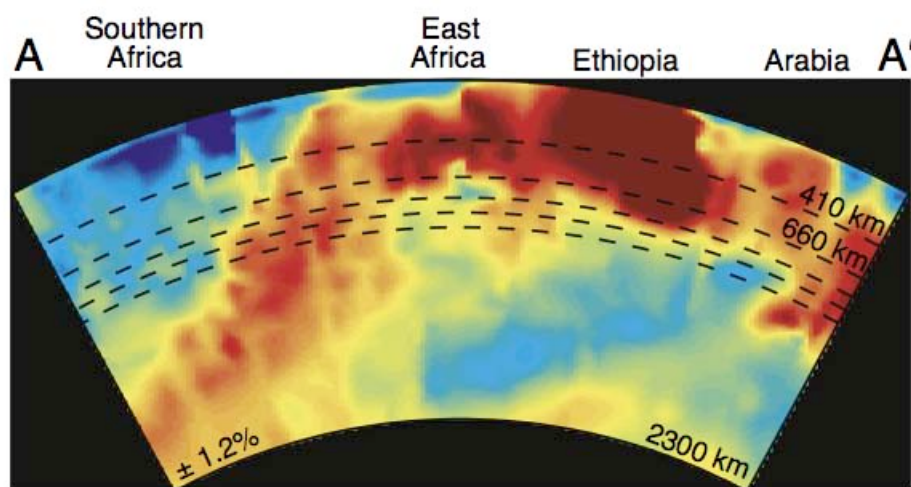 A
Southern
Africa
East
Africa
Ethiopia
Arabia
A'
410 km
660 km
± 1.2%
2300 km